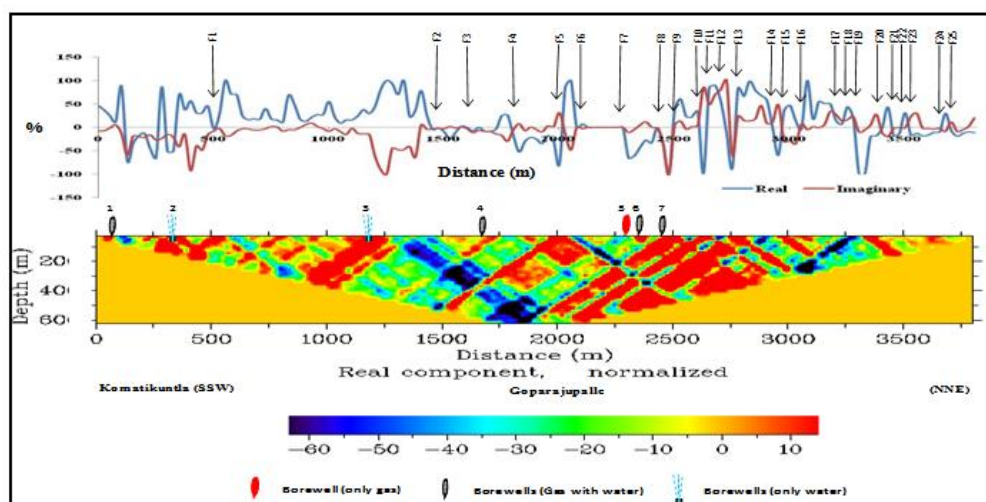 F1 F2 F3 F4 F5 F6 F7 F8 F9 F10 F11 F12 F13 F14 F15 F16 F17 F18 F19 F20 F21 F22 F23 F24 F25
150
100
50
% 0
0 500 1000 1500 2000 2500 3000 3500
-50
-100
-150
Distance (m)
Real Imaginary
1 2 3 4 5 6 7
Depth (m)
20
40
60
0 500 1000 1500 2000 2500 3000 3500
Distance (m)
Real component, normalized
Komatikuntla (SSW) Goparajupalle (NNE)
−60 −50 −40 −30 −20 −10 0 10
Borewell (only gas) Borewells (Gas with water) Borewells (only water)